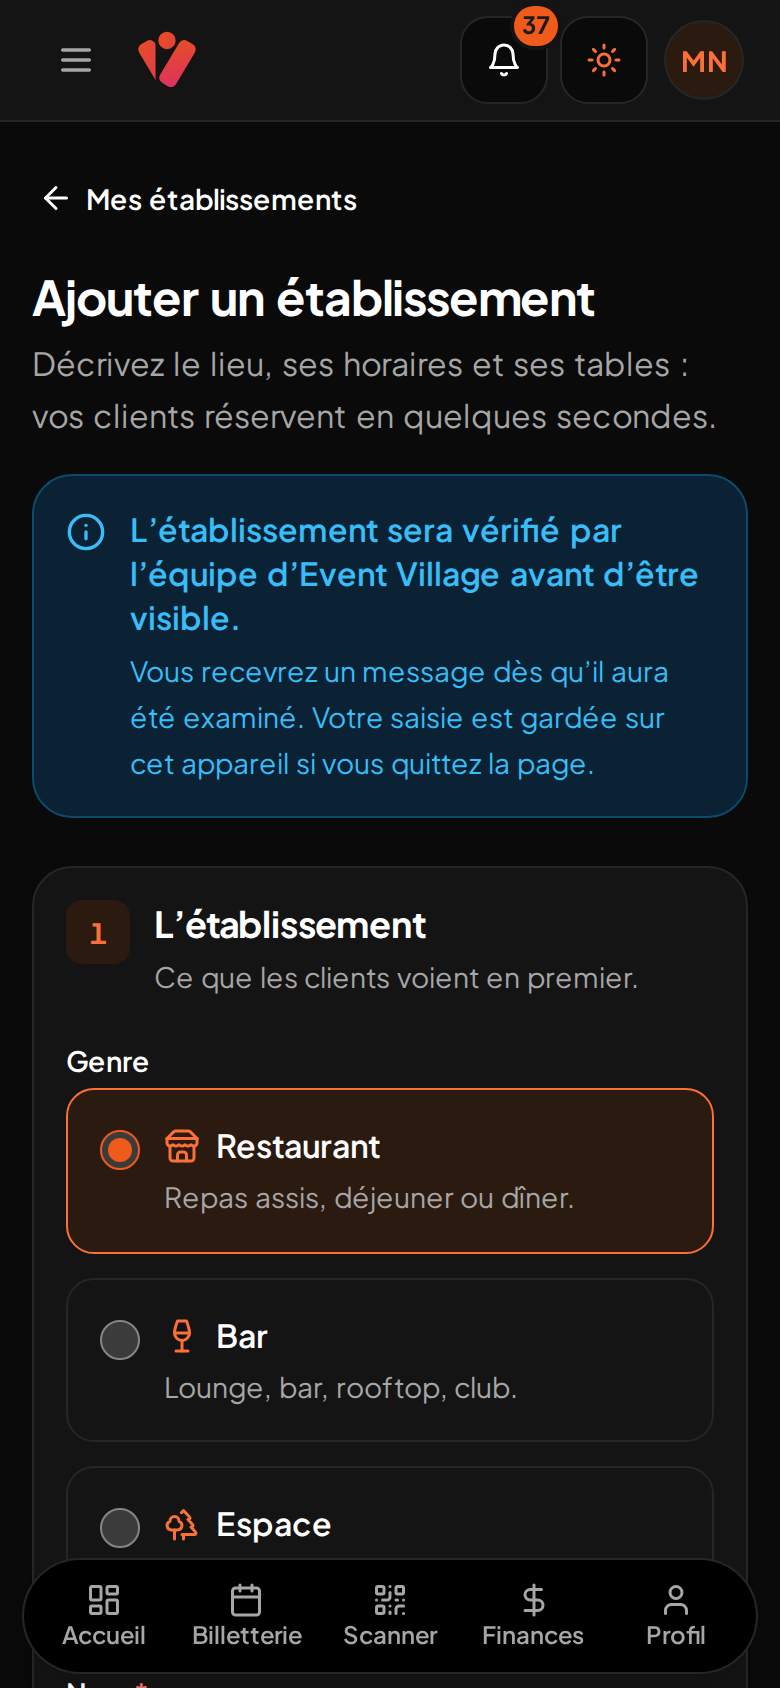 37
MN
Mes établissements
Ajouter un établissement
Décrivez le lieu, ses horaires et ses tables :
vos clients réservent en quelques secondes.
L’établissement sera vérifié par
l’équipe d’Event Village avant d’être
visible.
Vous recevrez un message dès qu’il aura
été examiné. Votre saisie est gardée sur
cet appareil si vous quittez la page.
1
L’établissement
Ce que les clients voient en premier.
Genre
Restaurant
Repas assis, déjeuner ou dîner.
Bar
Lounge, bar, rooftop, club.
Espace
Accueil
Billetterie
Scanner
Finances
Profil